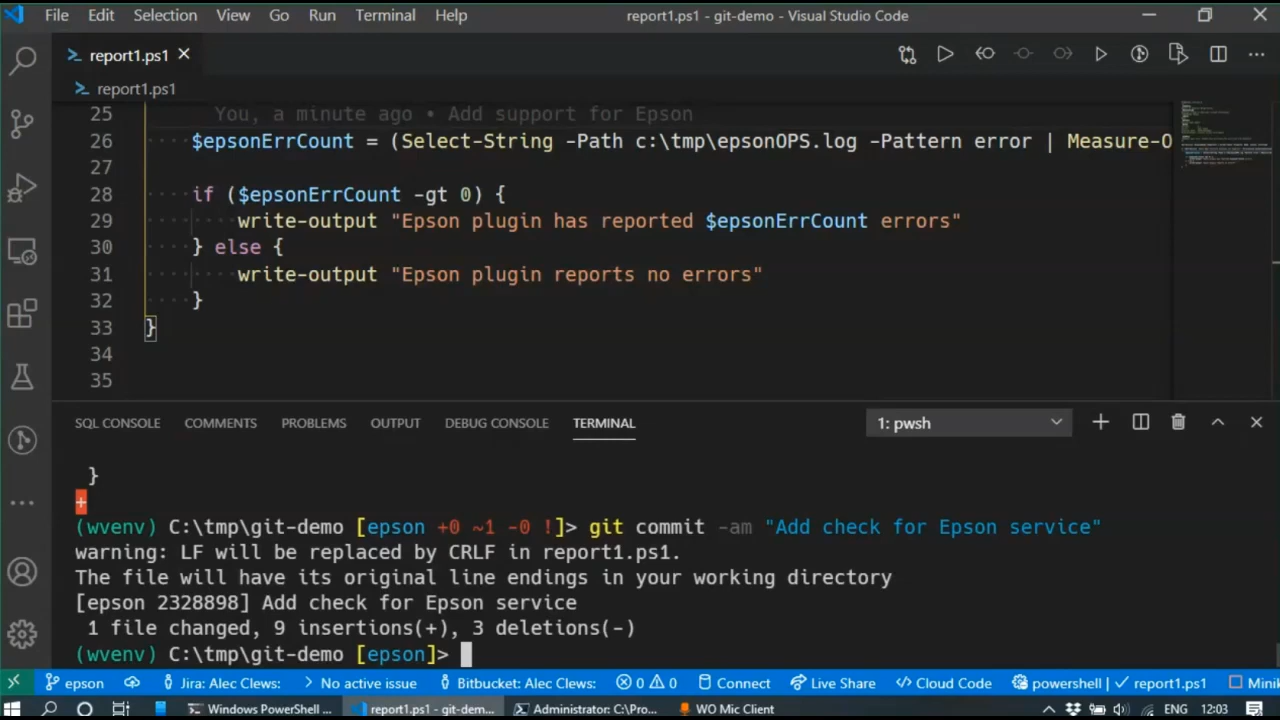 File Edit Selection View Go Run Terminal Help report1.ps1 - git-demo - Visual Studio Code
report1.ps1
report1.ps1
25 You, a minute ago • Add support for Epson
26 $epsonErrCount = (Select-String -Path c:\tmp\epsonOPS.log -Pattern error | Measure-O
27
28 if ($epsonErrCount -gt 0) {
29 write-output "Epson plugin has reported $epsonErrCount errors"
30 } else {
31 write-output "Epson plugin reports no errors"
32 }
33 }
34
35
SQL CONSOLE COMMENTS PROBLEMS OUTPUT DEBUG CONSOLE TERMINAL 1: pwsh
}
+
(wvenv) C:\tmp\git-demo [epson +0 ~1 -0 !]> git commit -am "Add check for Epson service"
warning: LF will be replaced by CRLF in report1.ps1.
The file will have its original line endings in your working directory
[epson 2328898] Add check for Epson service
1 file changed, 9 insertions(+), 3 deletions(-)
(wvenv) C:\tmp\git-demo [epson]>
epson Jira: Alec Clews: No active issue Bitbucket: Alec Clews: 0 0 Connect Live Share Cloud Code powershell | report1.ps1 Minik
Windows PowerShell ... report1.ps1 - git-dem... Administrator: C:\Pro... WO Mic Client ENG 12:03